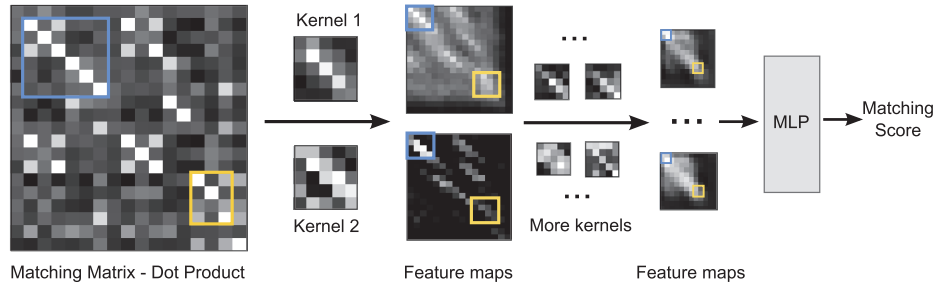 Kernel 1
Kernel 2
Matching Matrix - Dot Product
Feature maps
More kernels
Feature maps
MLP
Matching
Score